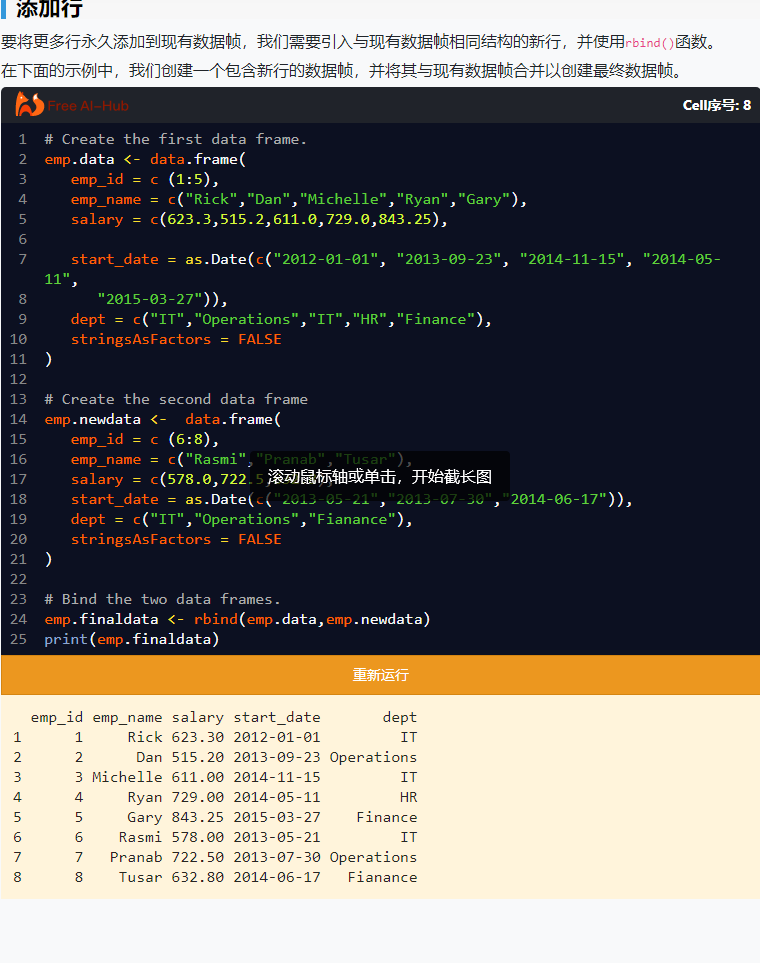 添加行
要将更多行永久添加到现有数据帧，我们需要引入与现有数据帧相同结构的新行，并使用rbind()函数。
在下面的示例中，我们创建一个包含新行的数据帧，并将其与现有数据帧合并以创建最终数据帧。
Free AI-Hub Cell序号: 8
1 # Create the first data frame.
2 emp.data <- data.frame(
3 emp_id = c (1:5),
4 emp_name = c("Rick","Dan","Michelle","Ryan","Gary"),
5 salary = c(623.3,515.2,611.0,729.0,843.25),
6
7 start_date = as.Date(c("2012-01-01", "2013-09-23", "2014-11-15", "2014-05-
11",
8 "2015-03-27")),
9 dept = c("IT","Operations","IT","HR","Finance"),
10 stringsAsFactors = FALSE
11 )
12
13 # Create the second data frame
14 emp.newdata <-  data.frame(
15 emp_id = c (6:8),
16 emp_name = c("Rasmi","Pranab","Tusar"),
17 salary = c(578.0,722.5
滚动鼠标轴或单击，开始截长图
18 start_date = as.Date(c("2013-05-21","2013-07-30","2014-06-17")),
19 dept = c("IT","Operations","Fianance"),
20 stringsAsFactors = FALSE
21 )
22
23 # Bind the two data frames.
24 emp.finaldata <- rbind(emp.data,emp.newdata)
25 print(emp.finaldata)
重新运行
emp_id emp_name salary start_date dept
1 1 Rick 623.30 2012-01-01 IT
2 2 Dan 515.20 2013-09-23 Operations
3 3 Michelle 611.00 2014-11-15 IT
4 4 Ryan 729.00 2014-05-11 HR
5 5 Gary 843.25 2015-03-27 Finance
6 6 Rasmi 578.00 2013-05-21 IT
7 7 Pranab 722.50 2013-07-30 Operations
8 8 Tusar 632.80 2014-06-17 Fianance